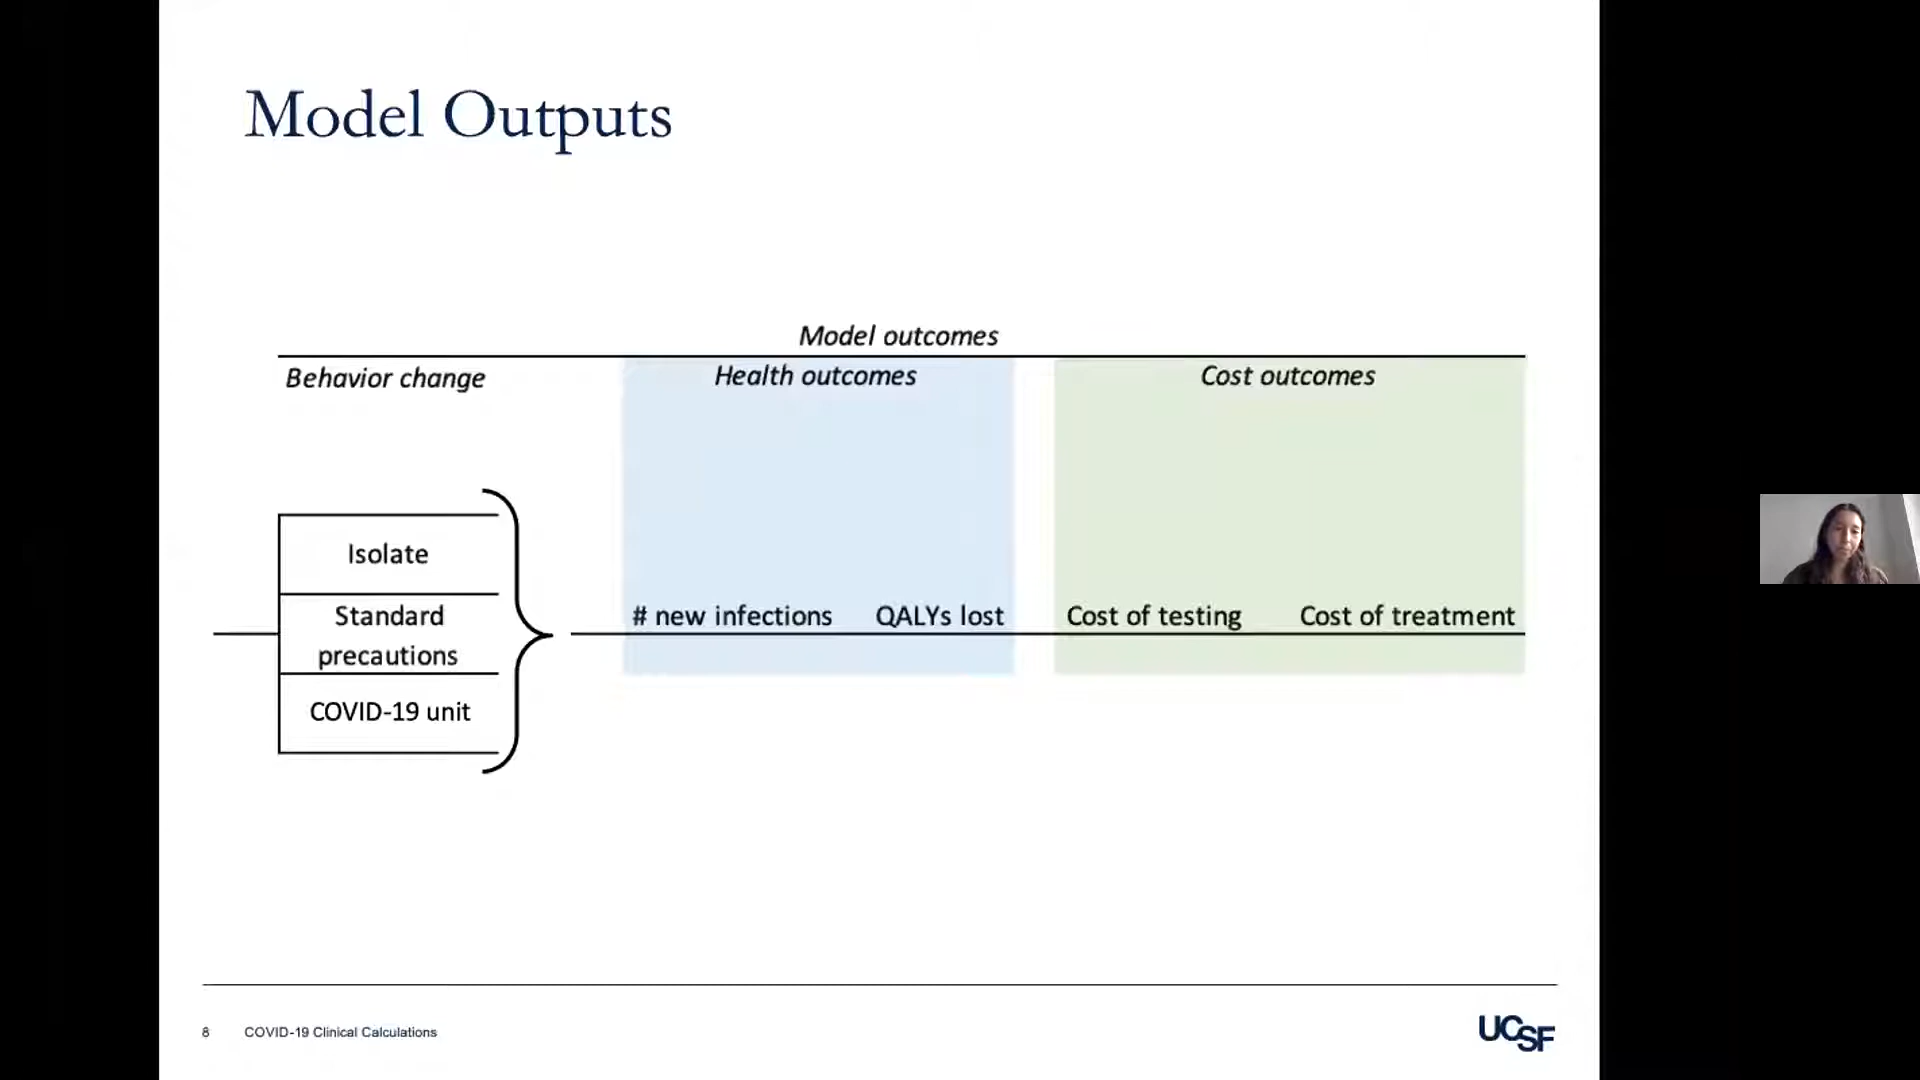 Model Outputs
Model outcomes
Behavior change
Health outcomes
Cost outcomes
Isolate
Standard
precautions
COVID-19 unit
# new infections
QALYs lost
Cost of testing
Cost of treatment
8
COVID-19 Clinical Calculations
UCSF